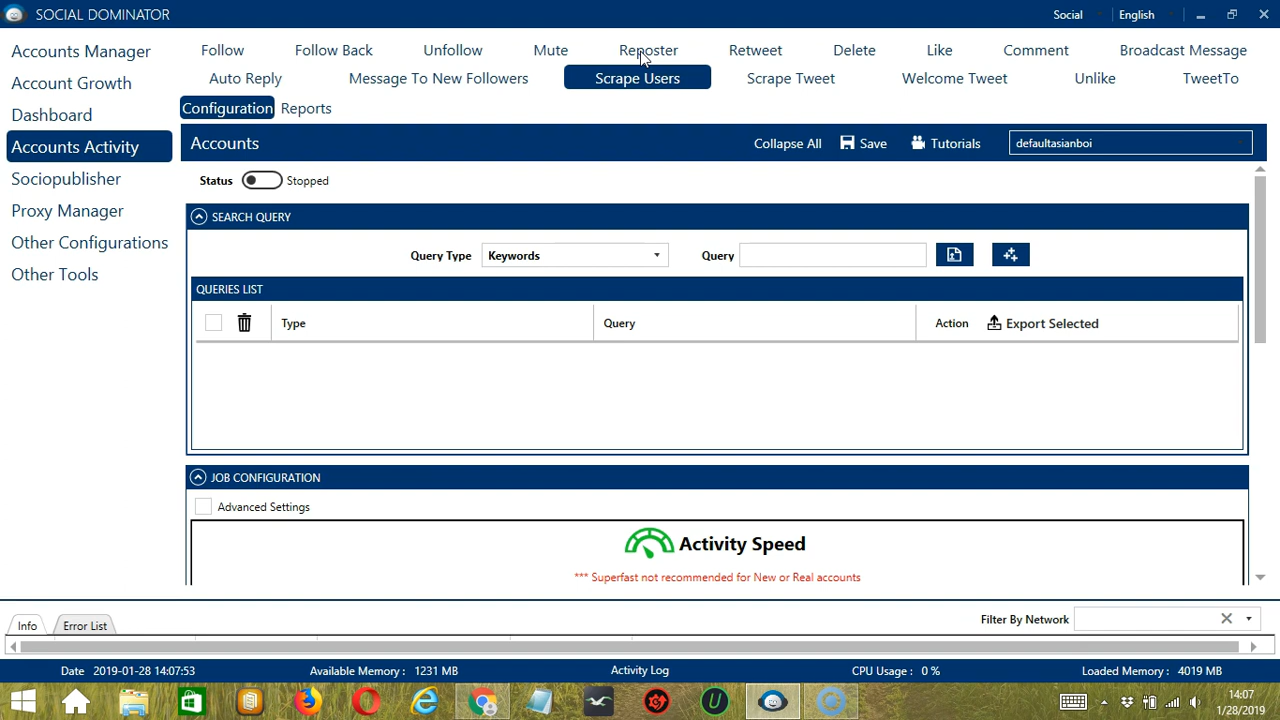 SOCIAL DOMINATOR
Social
English
Accounts Manager
Account Growth
Dashboard
Accounts Activity
Sociopublisher
Proxy Manager
Other Configurations
Other Tools
Follow
Follow Back
Unfollow
Mute
Reposter
Retweet
Delete
Like
Comment
Broadcast Message
Auto Reply
Message To New Followers
Scrape Users
Scrape Tweet
Welcome Tweet
Unlike
TweetTo
Configuration
Reports
Accounts
Collapse All
Save
Tutorials
defaultasianboi
Status
Stopped
SEARCH QUERY
Query Type
Keywords
Query
QUERIES LIST
Type
Query
Action
Export Selected
JOB CONFIGURATION
Advanced Settings
Activity Speed
*** Superfast not recommended for New or Real accounts
Info
Error List
Filter By Network
Date 2019-01-28 14:07:53
Available Memory : 1231 MB
Activity Log
CPU Usage : 0 %
Loaded Memory : 4019 MB
14:07
1/28/2019